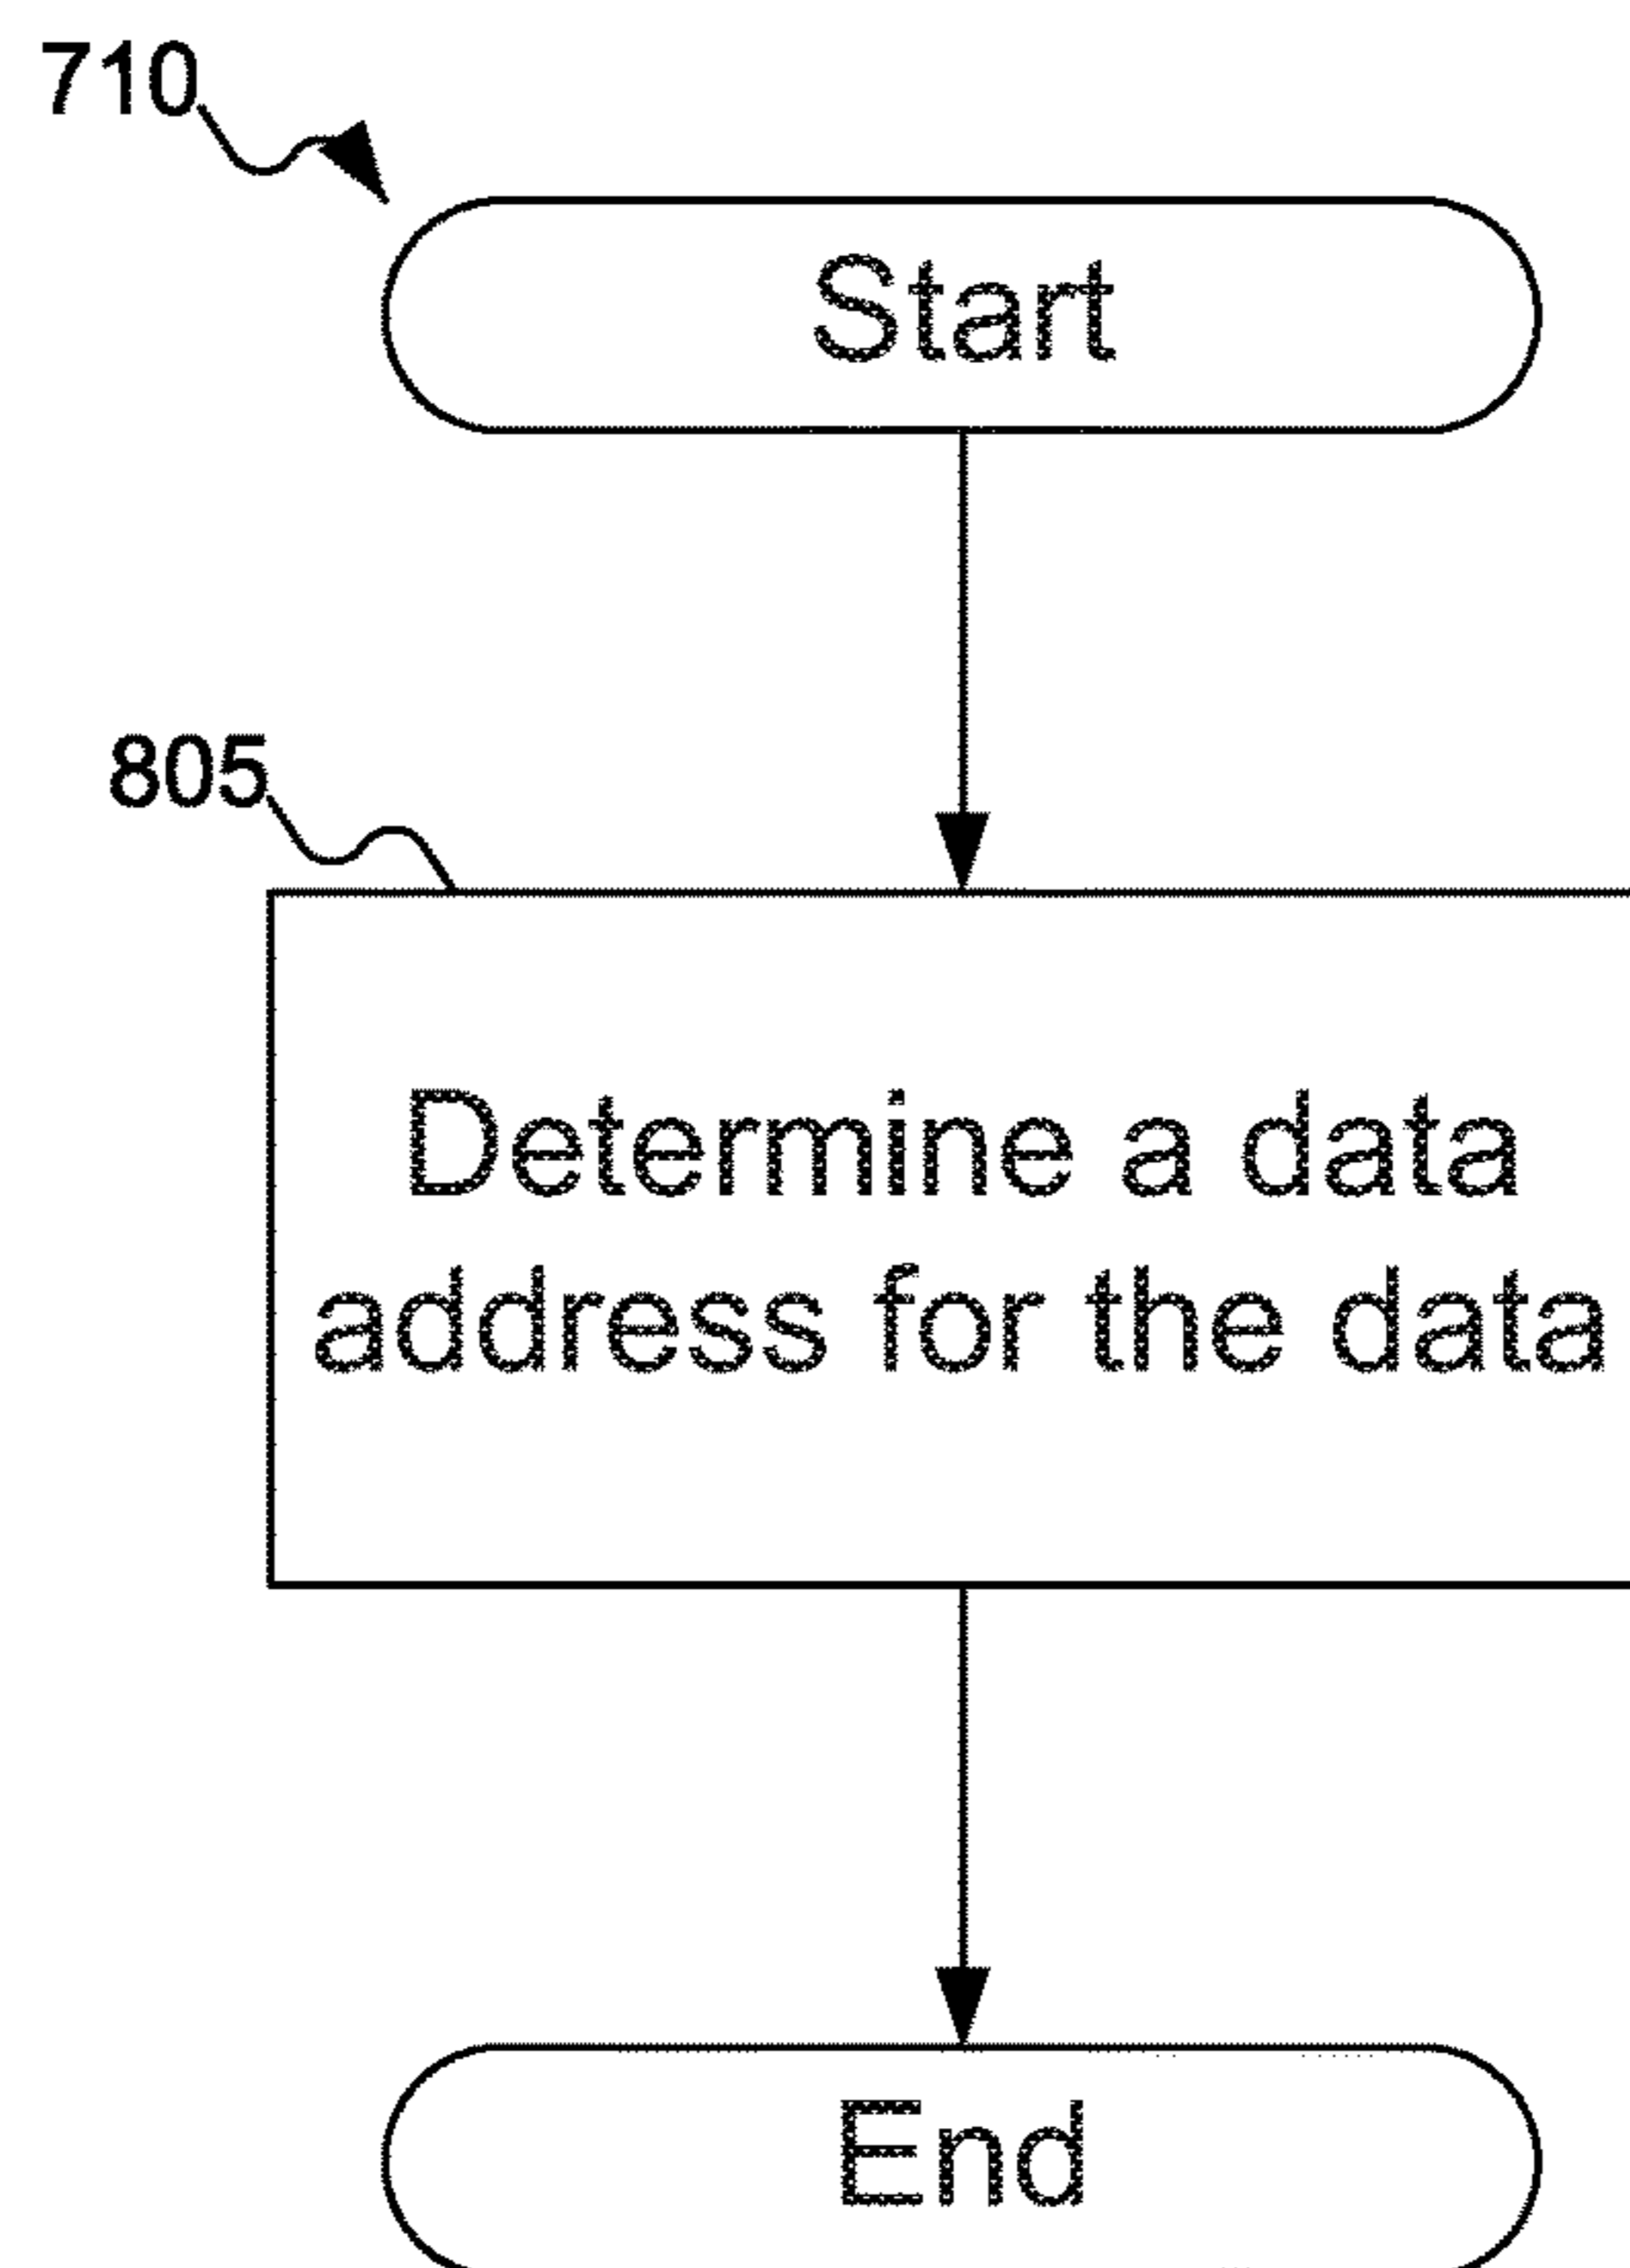 710
Start
805
Determine a data
address for the data
End